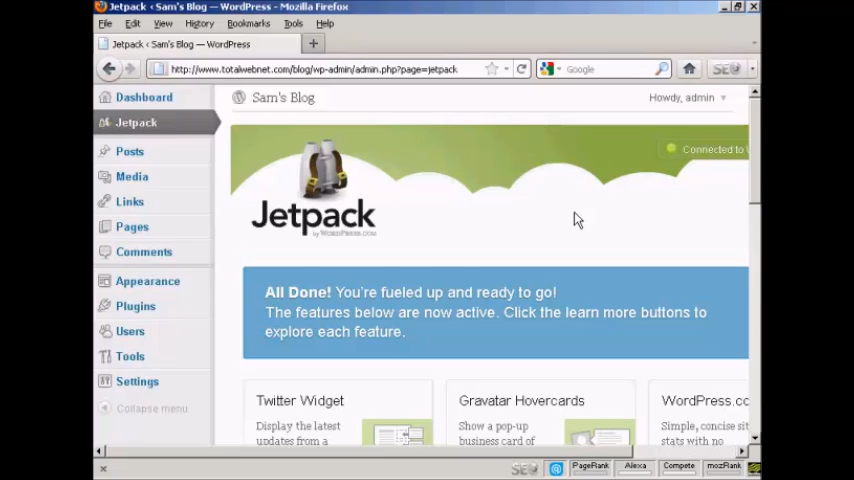 Jetpack ‹ Sam's Blog — WordPress - Mozilla Firefox
File Edit View History Bookmarks Tools Help
Jetpack ‹ Sam's Blog — WordPress
http://www.totalwebnet.com/blog/wp-admin/admin.php?page=jetpack
Google
SEO
Dashboard
Sam's Blog
Howdy, admin
Jetpack
Connected to W
Posts
Media
Links
Jetpack
Pages
by WORDPRESS.COM
Comments
Appearance
All Done! You're fueled up and ready to go!
Plugins
The features below are now active. Click the learn more buttons to
Users
explore each feature.
Tools
Settings
Twitter Widget
Gravatar Hovercards
WordPress.co
Collapse menu
Display the latest
Show a pop-up
Simple, concise sit
updates from a
business card of
stats with no
SEO PageRank Alexa Compete mozRank